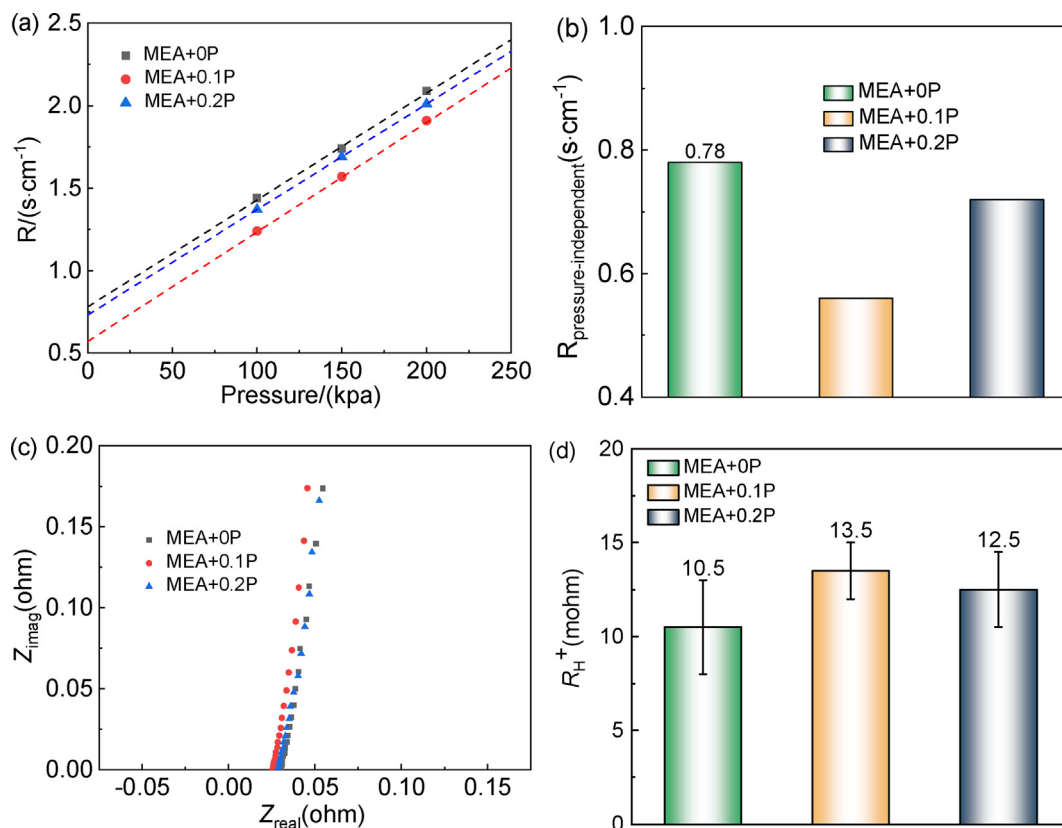 (a)
MEA+0P
MEA+0.1P
MEA+0.2P
R/(s·cm⁻¹)
2.5
2.0
1.5
1.0
0.5
0 50 100 150 200 250
Pressure/(kpa)
(b)
MEA+0P
MEA+0.1P
MEA+0.2P
R_pressure-independent(s·cm⁻¹)
1.0
0.8
0.6
0.4
0.78
(c)
MEA+0P
MEA+0.1P
MEA+0.2P
Z_imag(ohm)
0.20
0.15
0.10
0.05
0.00
-0.05 0.00 0.05 0.10 0.15
Z_real(ohm)
(d)
MEA+0P
MEA+0.1P
MEA+0.2P
R_H⁺(mohm)
20
15
10
5
0
10.5
13.5
12.5